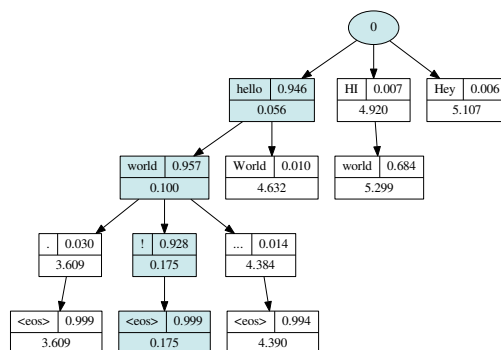 0
hello 0.946
0.056
HI 0.007
4.920
Hey 0.006
5.107
world 0.957
0.100
World 0.010
4.632
world 0.684
5.299
. 0.030
3.609
! 0.928
0.175
... 0.014
4.384
<eos> 0.999
3.609
<eos> 0.999
0.175
<eos> 0.994
4.390